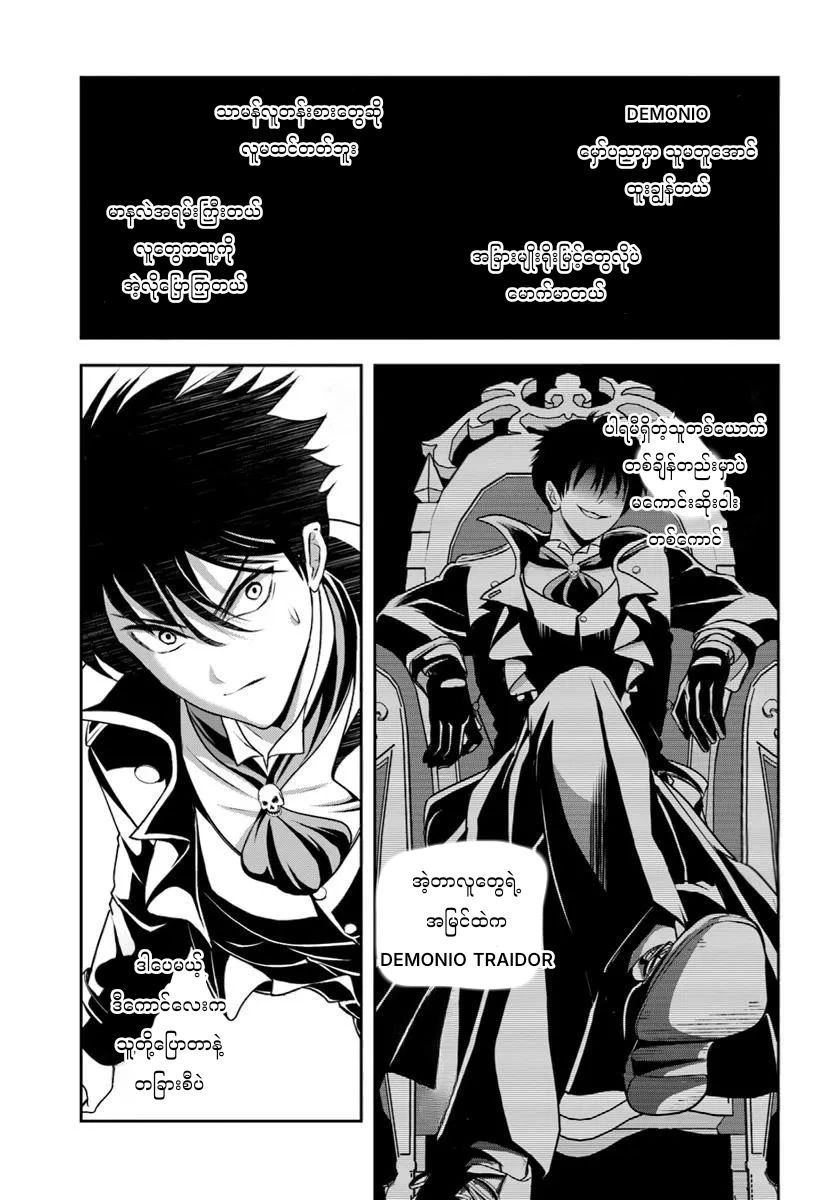 DEMONIO
မှော်ပညာမှာ သူမတူအောင်
ထူးချွန်တယ်
အခြားမျိုးရိုးမြင့်တွေလိုပဲ
မောက်မာတယ်
သာမန်လူတန်းစားတွေဆို
လူမထင်တတ်ဘူး
မာနလဲအရမ်းကြီးတယ်
လူတွေကသူ့ကို
အဲ့လိုပြောကြတယ်
ပါရမီရှိတဲ့သူတစ်ယောက်
တစ်ချိန်တည်းမှာပဲ
မကောင်းဆိုးဝါး
တစ်ကောင်
အဲ့တာလူတွေရဲ့
အမြင်ထဲက
DEMONIO TRAIDOR
ဒါပေမယ့်
ဒီကောင်လေးက
သူတို့ပြောတာနဲ့
တခြားစီပဲ